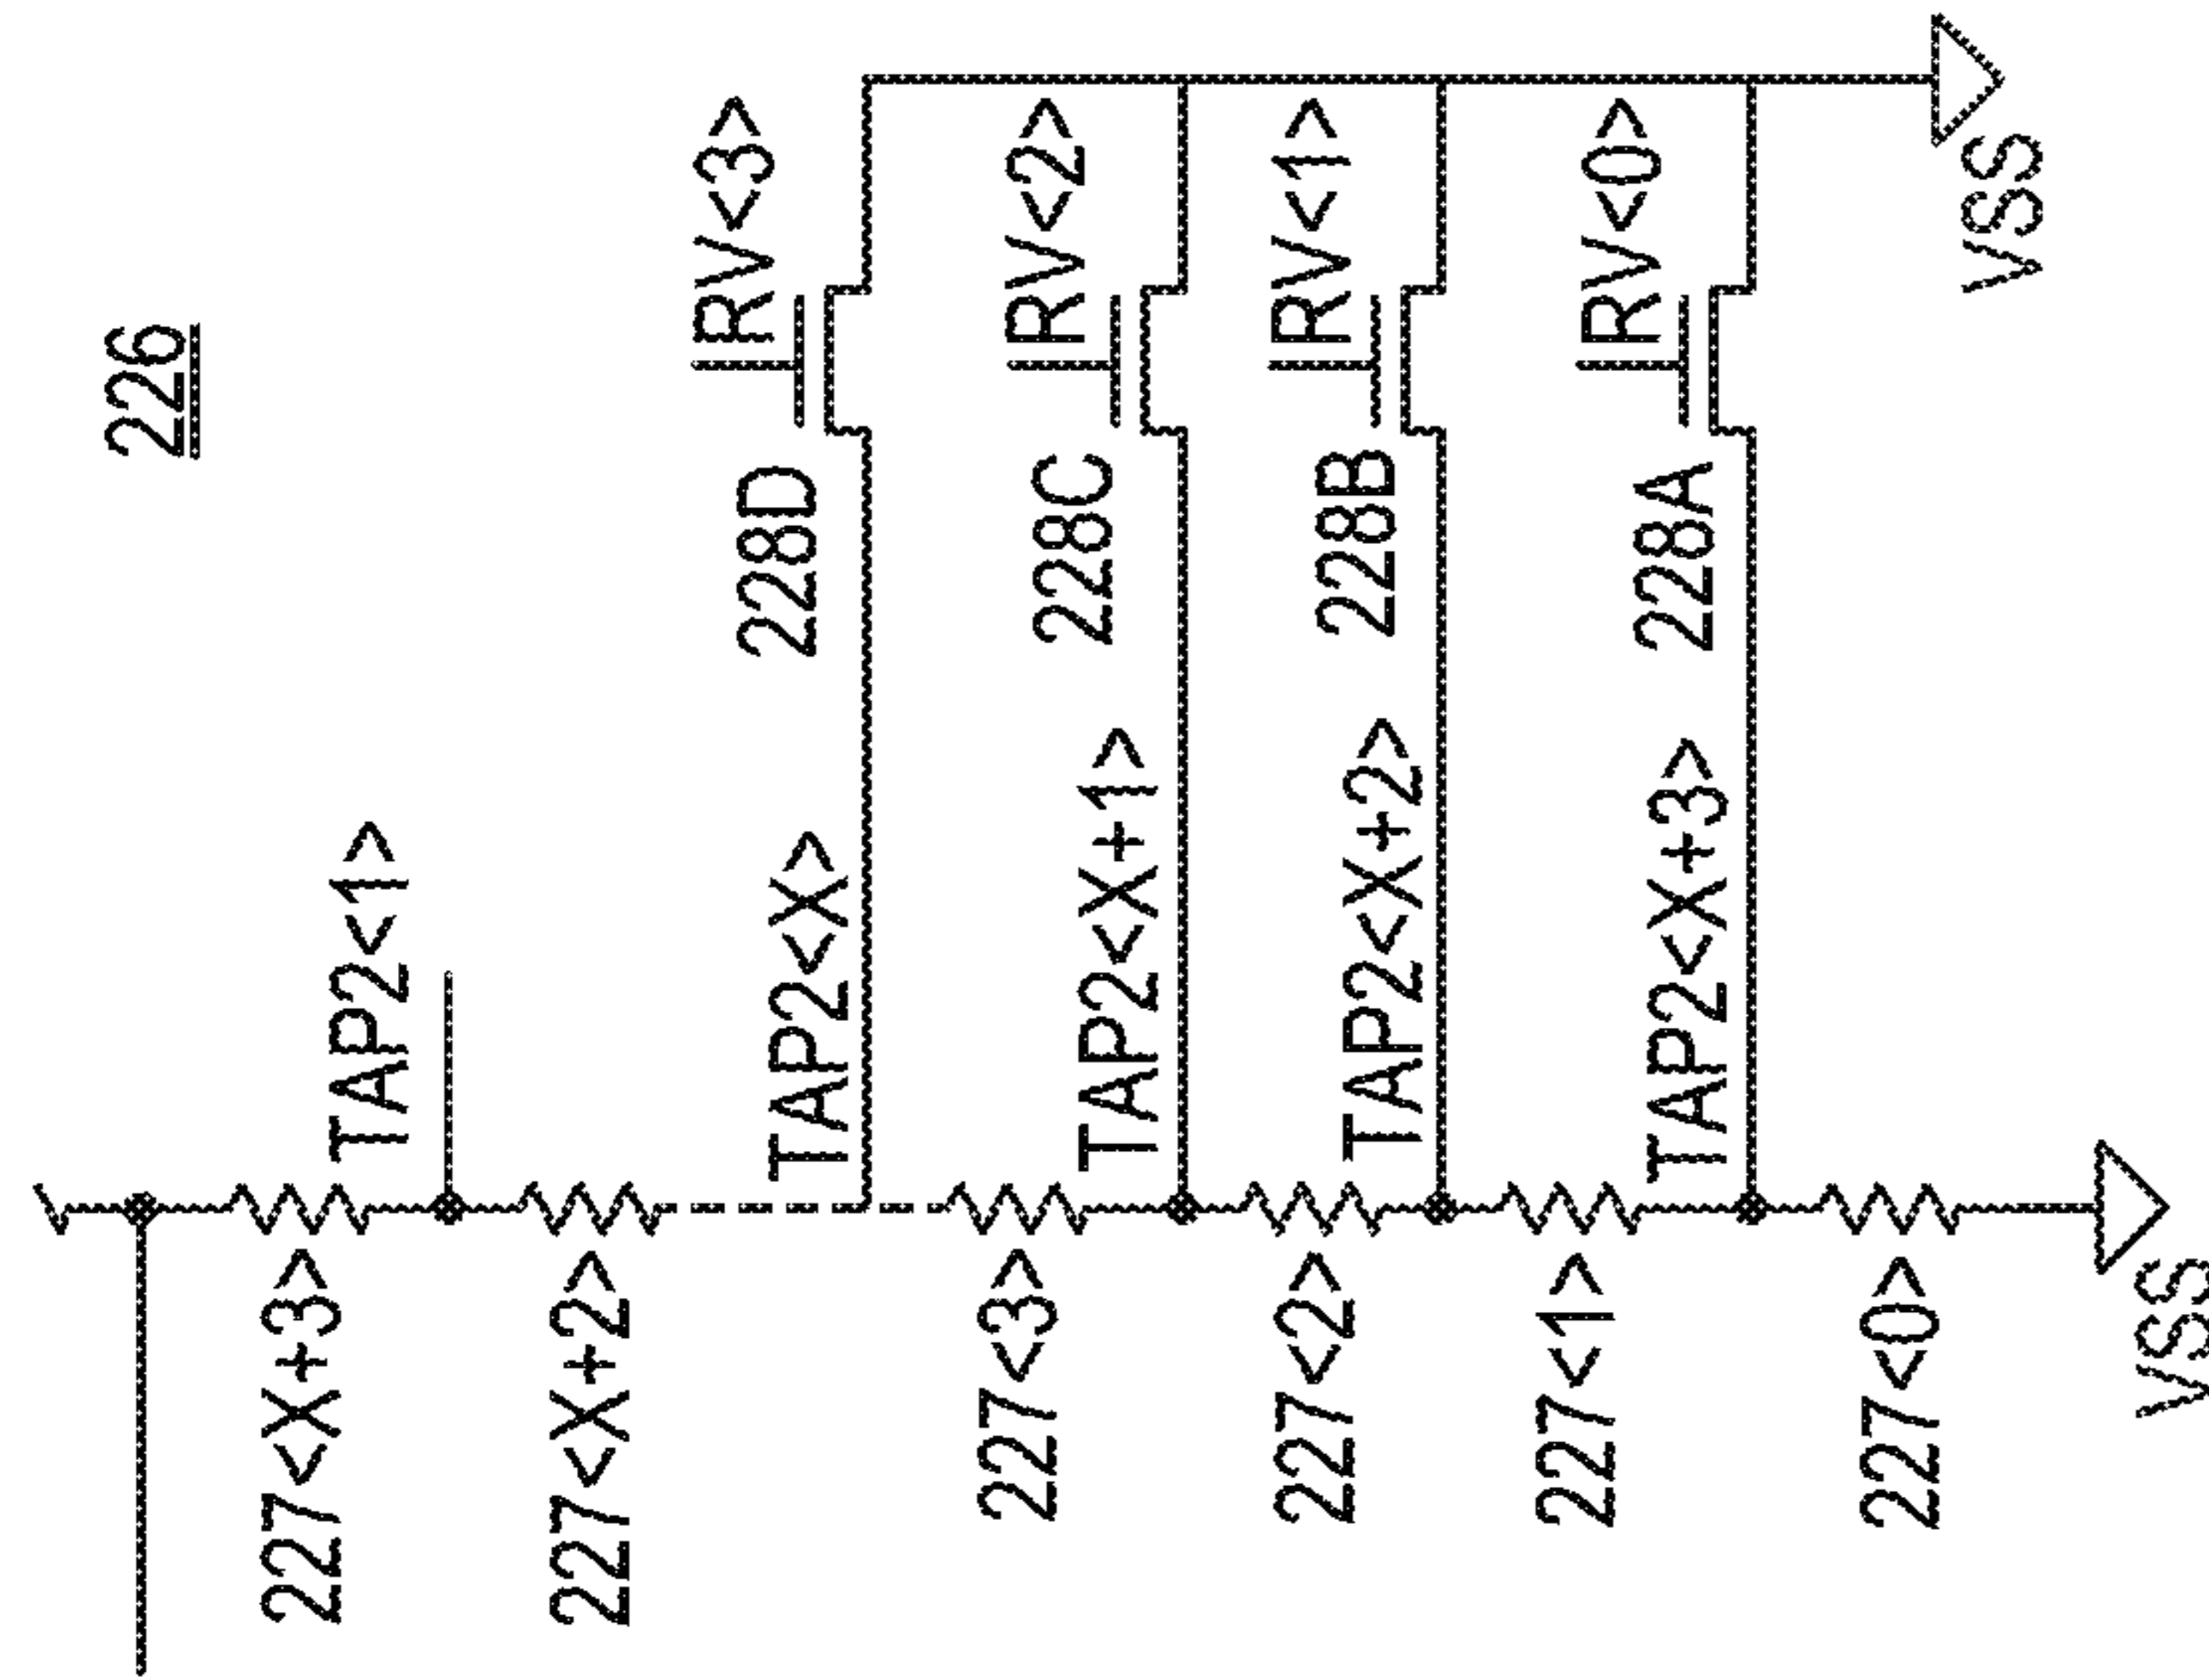 226
TAP2<1>
227<X+3>
227<X+2>
TAP2<X>
228D
RV<3>
227<3>
TAP2<X+1>
228C
RV<2>
227<2>
TAP2<X+2>
228B
RV<1>
227<1>
TAP2<X+3>
228A
RV<0>
227<0>
VSS
VSS